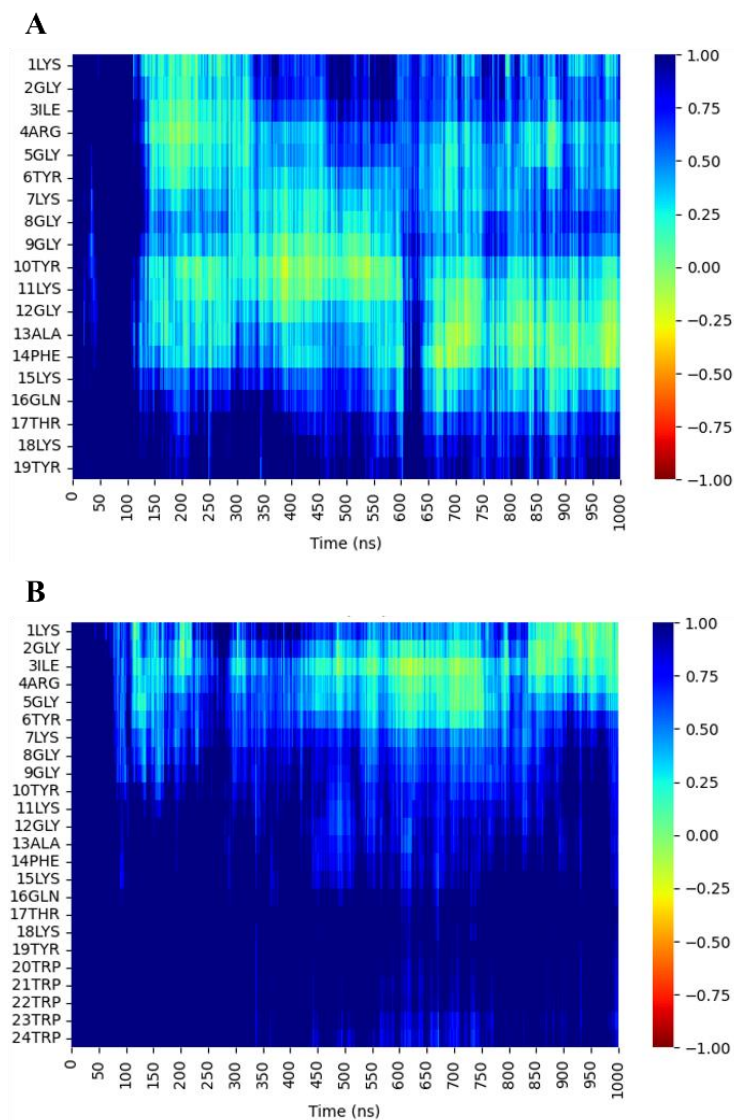 A
1LYS
2GLY
3ILE
4ARG
5GLY
6TYR
7LYS
8GLY
9GLY
10TYR
11LYS
12GLY
13ALA
14PHE
15LYS
16GLN
17THR
18LYS
19TYR
0 50 100 150 200 250 300 350 400 450 500 550 600 650 700 750 800 850 900 950 1000
Time (ns)
1.00
0.75
0.50
0.25
0.00
−0.25
−0.50
−0.75
−1.00
B
1LYS
2GLY
3ILE
4ARG
5GLY
6TYR
7LYS
8GLY
9GLY
10TYR
11LYS
12GLY
13ALA
14PHE
15LYS
16GLN
17THR
18LYS
19TYR
20TRP
21TRP
22TRP
23TRP
24TRP
0 50 100 150 200 250 300 350 400 450 500 550 600 650 700 750 800 850 900 950 1000
Time (ns)
1.00
0.75
0.50
0.25
0.00
−0.25
−0.50
−0.75
−1.00